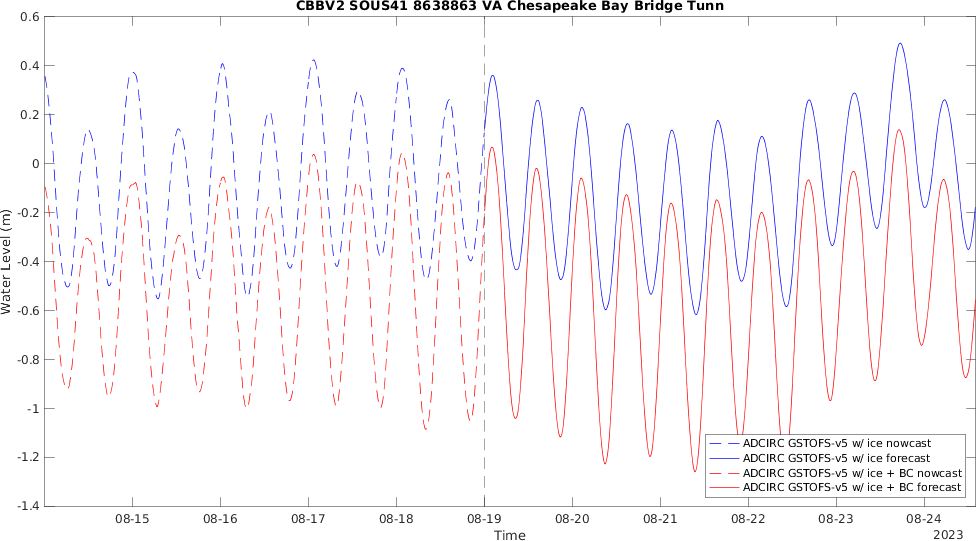 CBBV2 SOUS41 8638863 VA Chesapeake Bay Bridge Tunn
0.6
0.4
0.2
0
-0.2
-0.4
-0.6
-0.8
-1
-1.2
-1.4
Water Level (m)
ADCIRC GSTOFS-v5 w/ ice nowcast
ADCIRC GSTOFS-v5 w/ ice forecast
ADCIRC GSTOFS-v5 w/ ice + BC nowcast
ADCIRC GSTOFS-v5 w/ ice + BC forecast
08-15 08-16 08-17 08-18 08-19 08-20 08-21 08-22 08-23 08-24
Time
2023